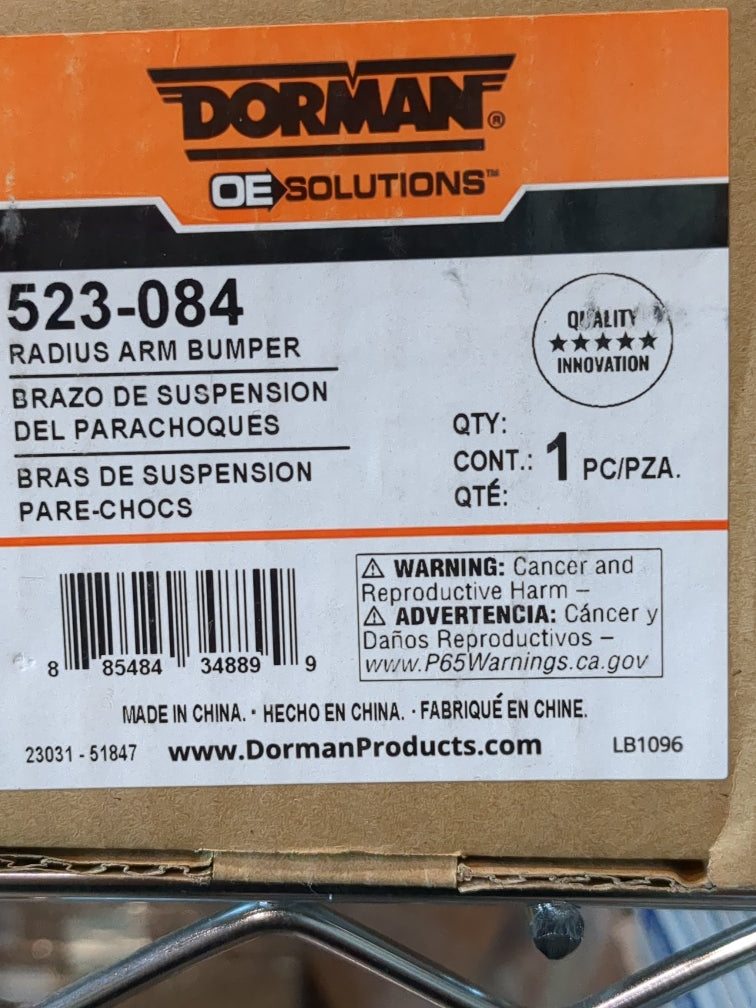 DORMAN®
OE SOLUTIONS™
523-084
RADIUS ARM BUMPER
BRAZO DE SUSPENSION
DEL PARACHOQUES
BRAS DE SUSPENSION
PARE-CHOCS
QUALITY
★★★★★
INNOVATION
QTY:
CONT.: 1 PC/PZA.
QTÉ:
8 85484 34889 9
⚠ WARNING: Cancer and
Reproductive Harm –
⚠ ADVERTENCIA: Cáncer y
Daños Reproductivos –
www.P65Warnings.ca.gov
MADE IN CHINA. · HECHO EN CHINA. · FABRIQUÉ EN CHINE.
23031 - 51847 www.DormanProducts.com LB1096